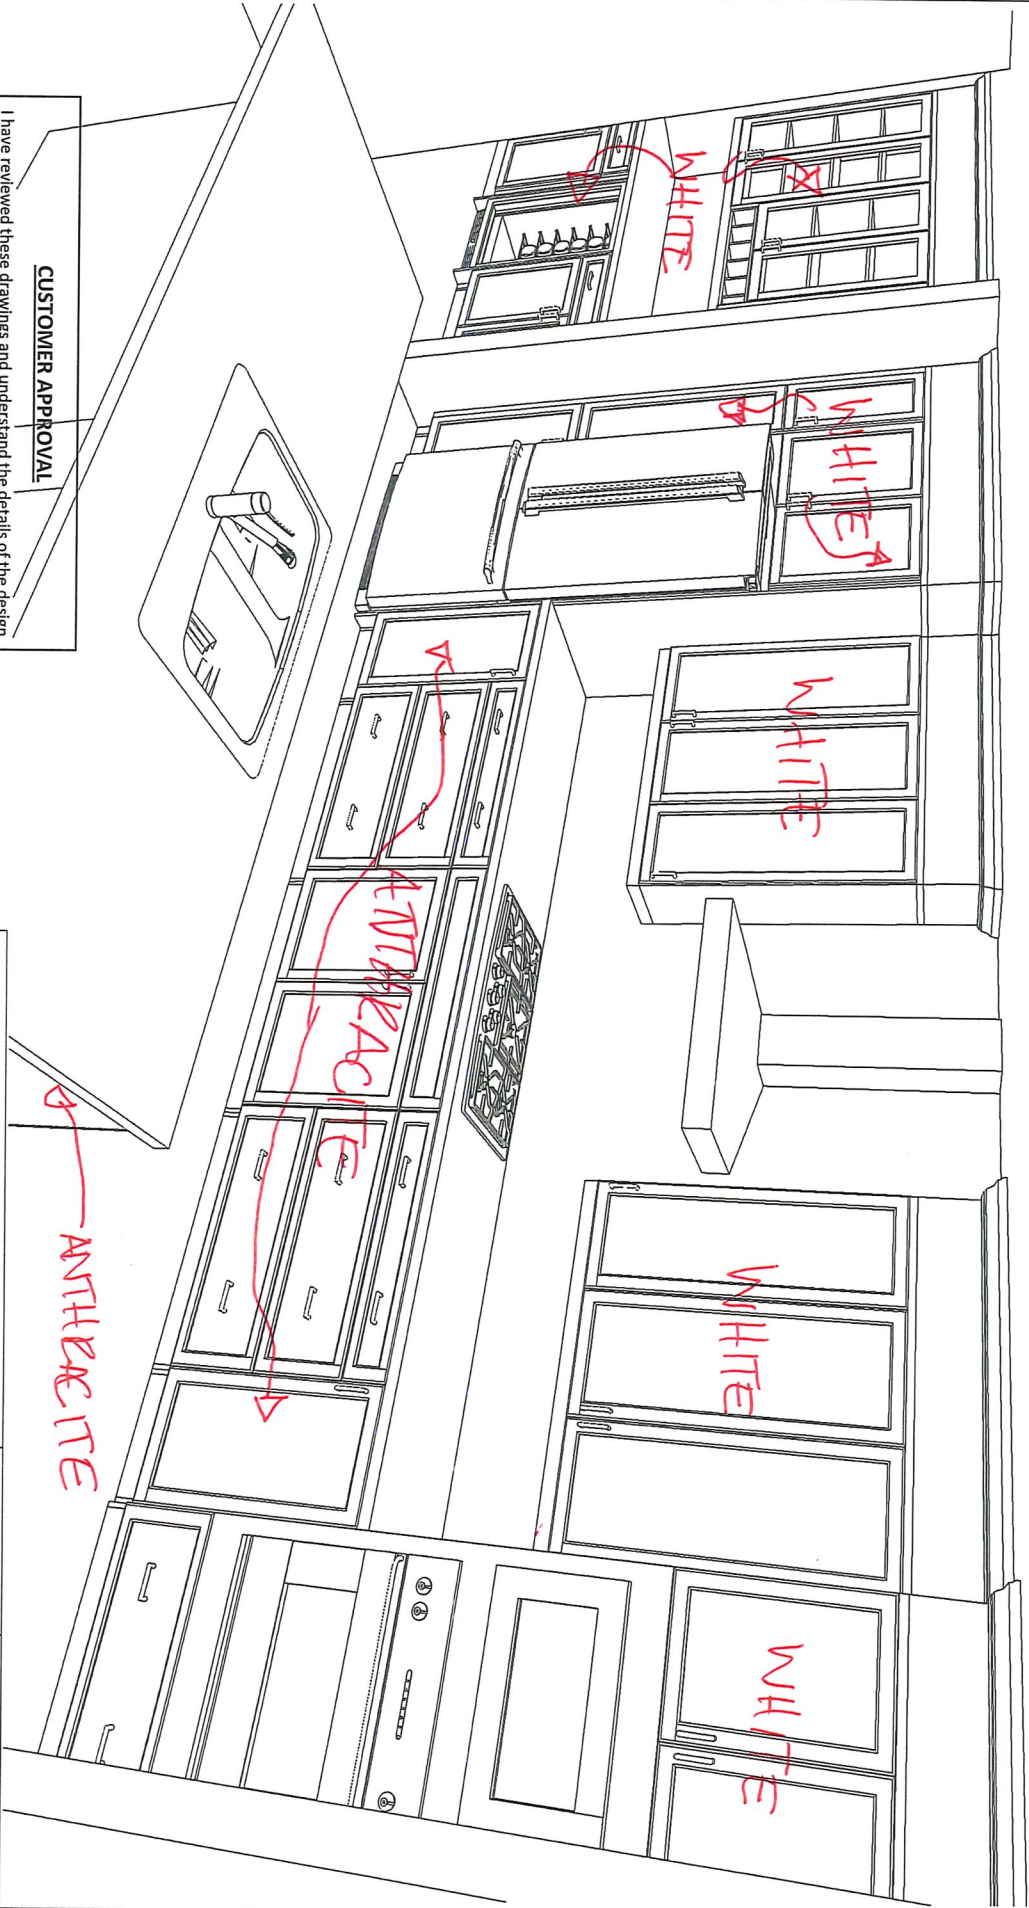 WHITE
WHITE
WHITE
WHITE
WHITE
ANTHRACITE
ANTHRACITE
CUSTOMER APPROVAL
I have reviewed these drawings and understand the details of the design